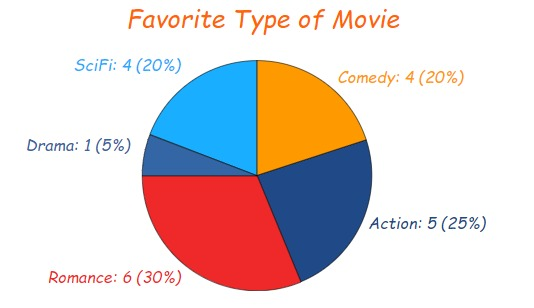 Favorite Type of Movie
SciFi: 4 (20%)
Comedy: 4 (20%)
Drama: 1 (5%)
Action: 5 (25%)
Romance: 6 (30%)